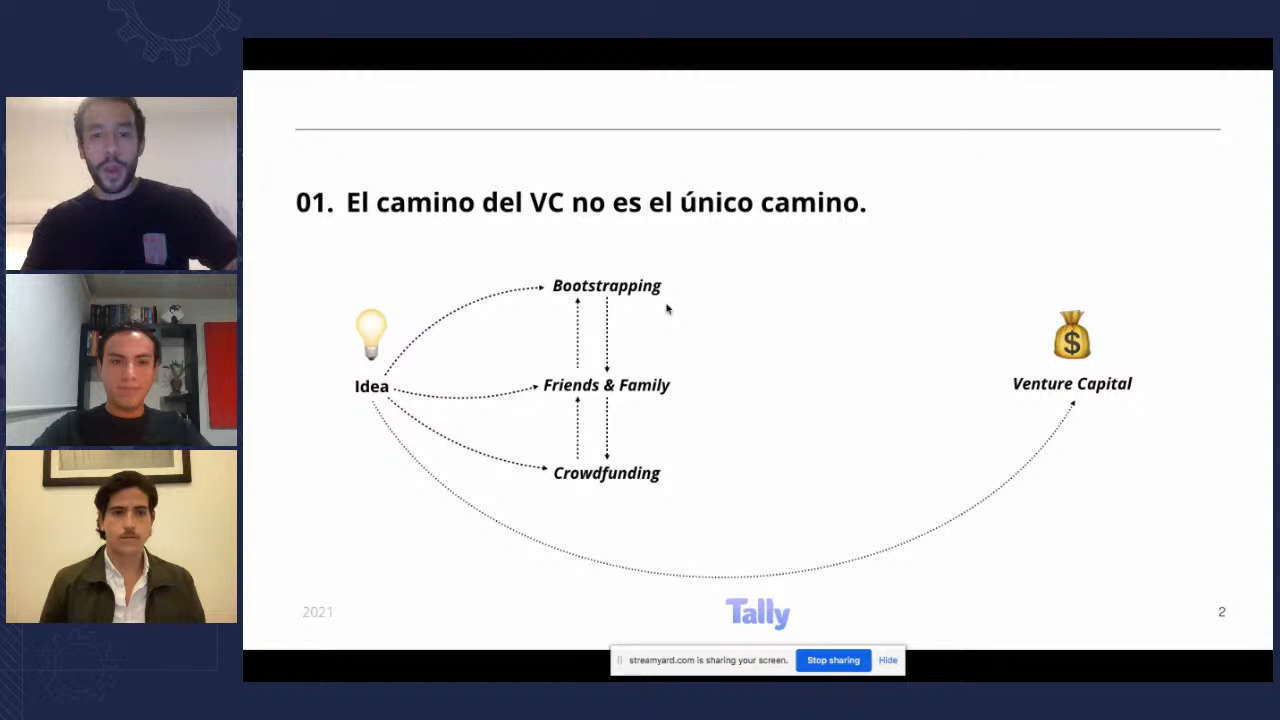 01. El camino del VC no es el único camino.
Bootstrapping
Idea
Friends & Family
Venture Capital
Crowdfunding
2021
Tally
2
streamyard.com is sharing your screen.
Stop sharing
Hide